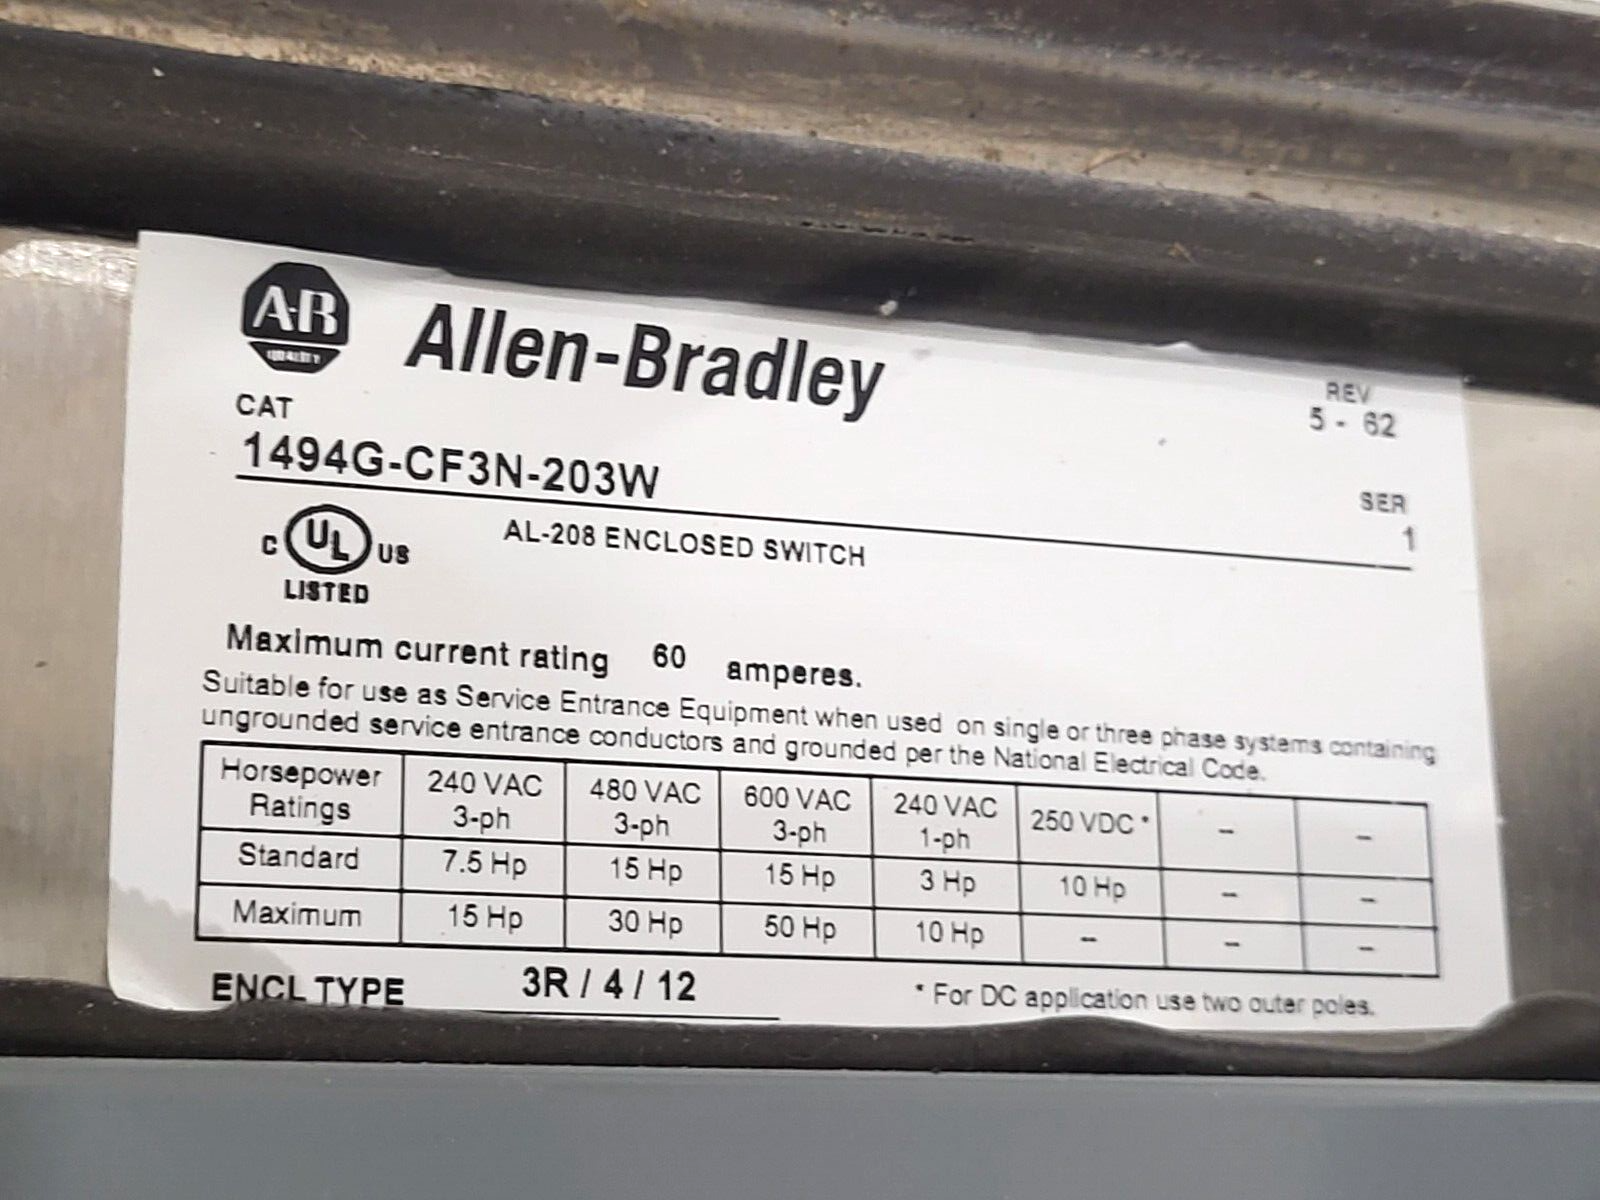 A-B
QUALITY
Allen-Bradley
REV
5 - 62
CAT
1494G-CF3N-203W
SER
1
C UL US
LISTED
AL-208 ENCLOSED SWITCH
Maximum current rating 60 amperes.
Suitable for use as Service Entrance Equipment when used on single or three phase systems containing
ungrounded service entrance conductors and grounded per the National Electrical Code.
Horsepower Ratings 240 VAC 3-ph 480 VAC 3-ph 600 VAC 3-ph 240 VAC 1-ph 250 VDC * -- --
Standard 7.5 Hp 15 Hp 15 Hp 3 Hp 10 Hp -- --
Maximum 15 Hp 30 Hp 50 Hp 10 Hp -- -- --
ENCL TYPE 3R / 4 / 12
* For DC application use two outer poles.